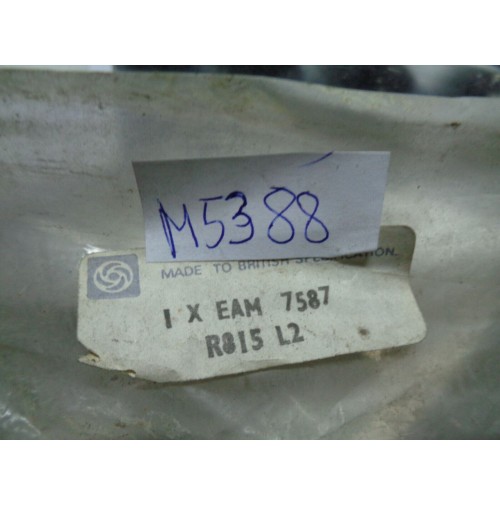 M5388
MADE TO BRITISH SPECIFICATION.
1 X EAM 7587
R815 L2